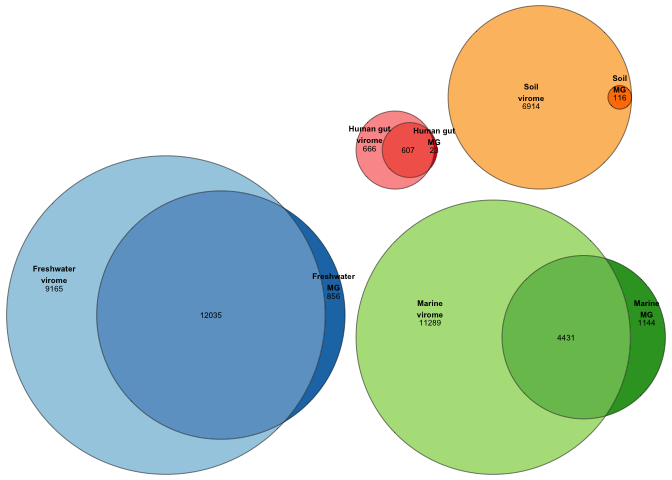 Soil
virome
6914
Soil
MG
116
Human gut
virome
666
607
Human gut
MG
Freshwater
virome
9165
12035
Freshwater
MG
856
Marine
virome
11289
4431
Marine
MG
1144